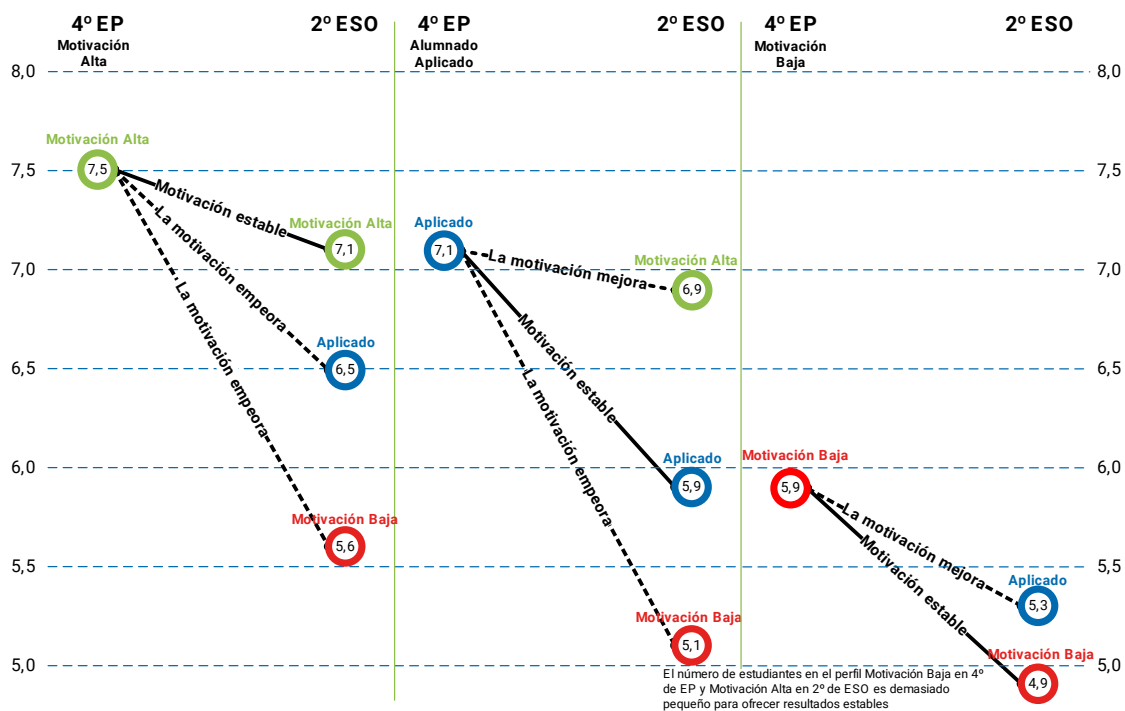 4º EP
Motivación
Alta
2º ESO
4º EP
Alumnado
Aplicado
2º ESO
4º EP
Motivación
Baja
2º ESO
8,0
8,0
7,5
7,5
7,0
7,0
6,5
6,5
6,0
6,0
5,5
5,5
5,0
5,0
Motivación Alta
7,5
Motivación estable
Motivación Alta
7,1
La motivación empeora
Aplicado
6,5
La motivación empeora
Motivación Baja
5,6
Aplicado
7,1
La motivación mejora
Motivación Alta
6,9
Motivación estable
Aplicado
5,9
La motivación empeora
Motivación Baja
5,1
Motivación Baja
5,9
La motivación mejora
Aplicado
5,3
Motivación estable
Motivación Baja
4,9
El número de estudiantes en el perfil Motivación Baja en 4º
de EP y Motivación Alta en 2º de ESO es demasiado
pequeño para ofrecer resultados estables